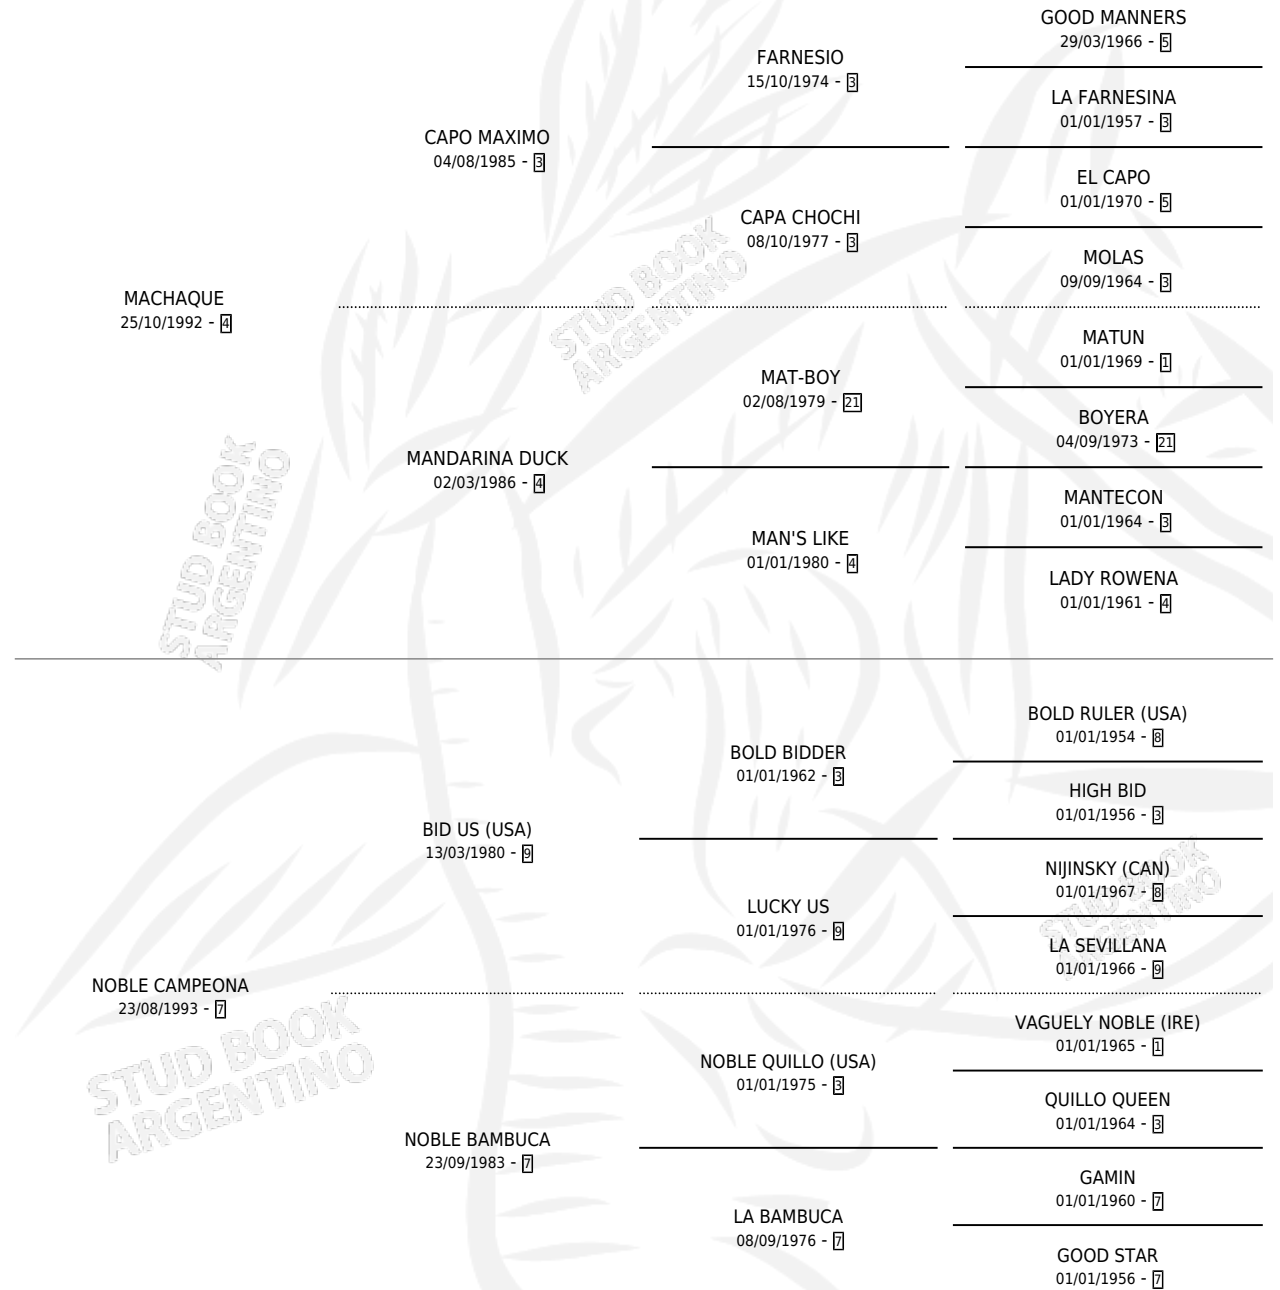 GOOD MANNERS
29/03/1966 - 5
FARNESIO
15/10/1974 - 3
LA FARNESINA
01/01/1957 - 3
CAPO MAXIMO
04/08/1985 - 3
EL CAPO
01/01/1970 - 5
CAPA CHOCHI
08/10/1977 - 3
MOLAS
09/09/1964 - 3
STUD BOOK
ARGENTINO
MACHAQUE
25/10/1992 - 4
MATUN
01/01/1969 - 1
MAT-BOY
02/08/1979 - 21
BOYERA
04/09/1973 - 21
MANDARINA DUCK
02/03/1986 - 4
MANTECON
01/01/1964 - 3
MAN'S LIKE
01/01/1980 - 4
LADY ROWENA
01/01/1961 - 4
STUD BOOK
ARGENTINO
BOLD RULER (USA)
01/01/1954 - 8
BOLD BIDDER
01/01/1962 - 3
HIGH BID
01/01/1956 - 3
BID US (USA)
13/03/1980 - 9
NIJINSKY (CAN)
01/01/1967 - 8
LUCKY US
01/01/1976 - 9
LA SEVILLANA
01/01/1966 - 9
STUD BOOK
ARGENTINO
NOBLE CAMPEONA
23/08/1993 - 7
VAGUELY NOBLE (IRE)
01/01/1965 - 1
NOBLE QUILLO (USA)
01/01/1975 - 3
QUILLO QUEEN
01/01/1964 - 3
STUD BOOK
ARGENTINO
NOBLE BAMBUCA
23/09/1983 - 7
GAMIN
01/01/1960 - 7
LA BAMBUCA
08/09/1976 - 7
GOOD STAR
01/01/1956 - 7